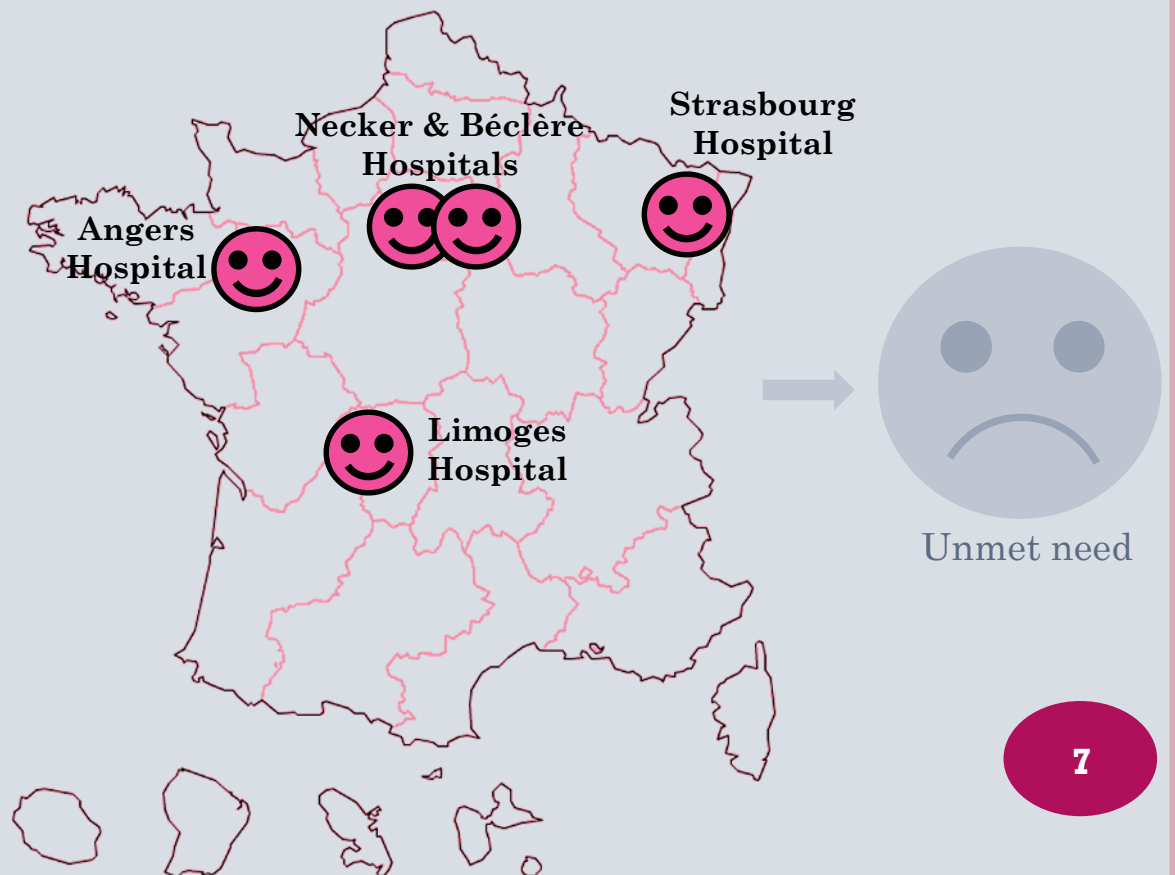 Necker & Béclère
Hospitals
Strasbourg
Hospital
Angers
Hospital
Limoges
Hospital
Unmet need
7